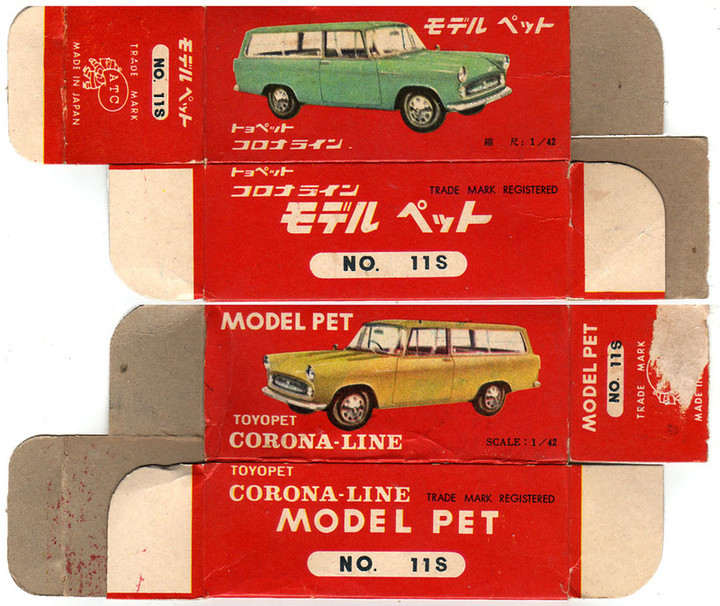 モデル ペット
NO. 11S
TRADE MARK
ATC
MADE IN JAPAN
モデル ペット
トヨペット
コロナライン
縮 尺: 1/42
トヨペット
コロナライン
TRADE MARK REGISTERED
モデル ペット
NO. 11S
MODEL PET
TOYOPET
CORONA-LINE
SCALE: 1/42
MODEL PET
NO. 11S
TRADE MARK
MADE IN
TOYOPET
CORONA-LINE
TRADE MARK REGISTERED
MODEL PET
NO. 11S